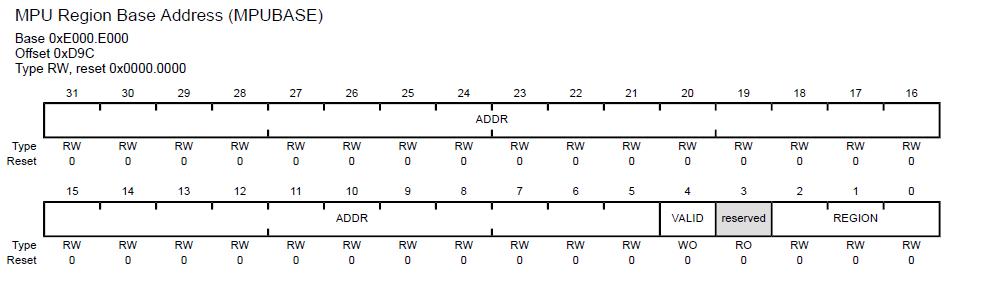 MPU Region Base Address (MPUBASE)
Base 0xE000.E000
Offset 0xD9C
Type RW, reset 0x0000.0000
31 30 29 28 27 26 25 24 23 22 21 20 19 18 17 16
ADDR
Type RW RW RW RW RW RW RW RW RW RW RW RW RW RW RW RW
Reset 0 0 0 0 0 0 0 0 0 0 0 0 0 0 0 0
15 14 13 12 11 10 9 8 7 6 5 4 3 2 1 0
ADDR VALID reserved REGION
Type RW RW RW RW RW RW RW RW RW RW RW WO RO RW RW RW
Reset 0 0 0 0 0 0 0 0 0 0 0 0 0 0 0 0